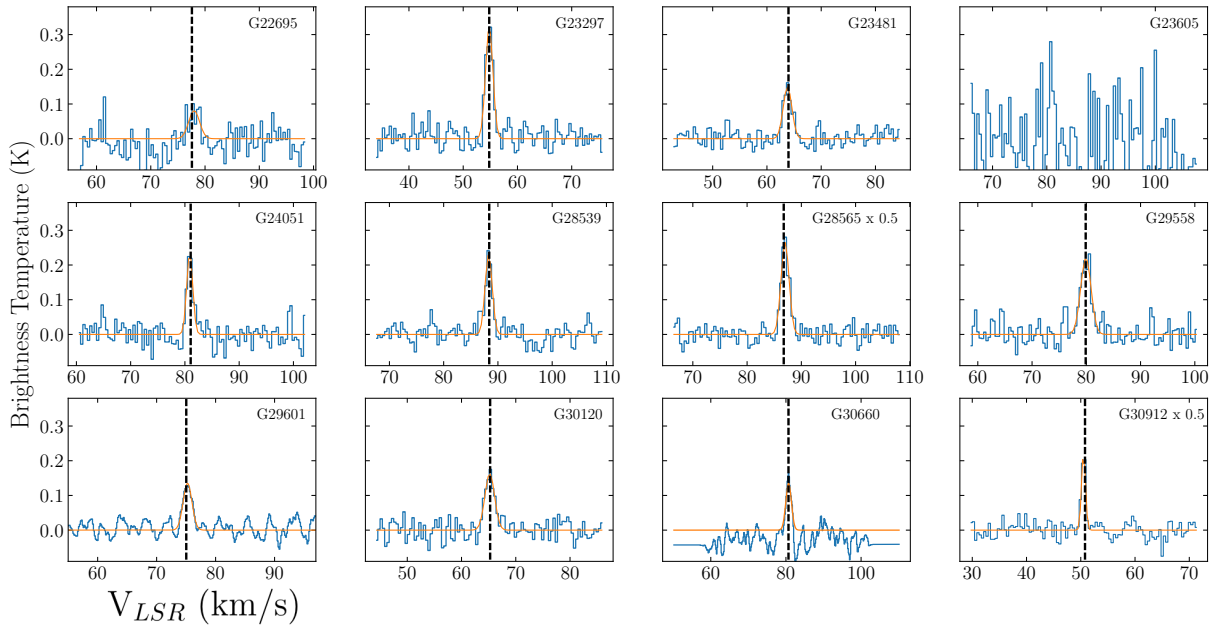 G22695 G23297 G23481 G23605
0.3
0.2
0.1
0.0
60 70 80 90 100 40 50 60 70 50 60 70 80 70 80 90 100
G24051 G28539 G28565 x 0.5 G29558
0.3
0.2
0.1
0.0
60 70 80 90 100 70 80 90 100 110 70 80 90 100 110 60 70 80 90 100
G29601 G30120 G30660 G30912 x 0.5
0.3
0.2
0.1
0.0
60 70 80 90 50 60 70 80 60 80 100 30 40 50 60 70
Brightness Temperature (K)
V_{LSR} (km/s)